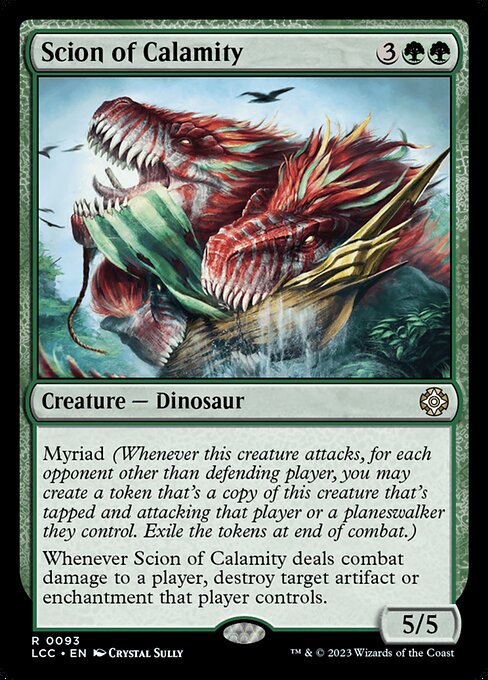 Scion of Calamity 3
Creature — Dinosaur
Myriad (Whenever this creature attacks, for each
opponent other than defending player, you may
create a token that's a copy of this creature that's
tapped and attacking that player or a planeswalker
they control. Exile the tokens at end of combat.)
Whenever Scion of Calamity deals combat
damage to a player, destroy target artifact or
enchantment that player controls.
5/5
R 0093
LCC • EN Crystal Sully
™ & © 2023 Wizards of the Coast